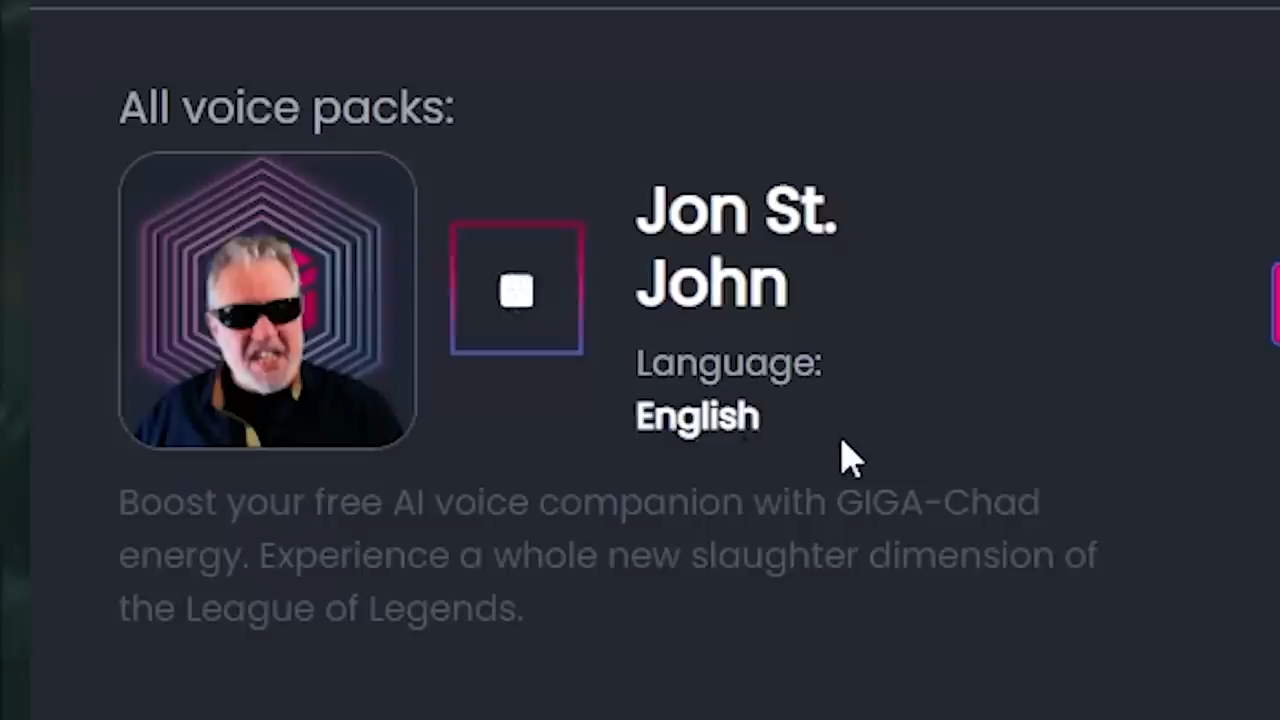 All voice packs:
Jon St.
John
Language:
English
Boost your free AI voice companion with GIGA-Chad
energy. Experience a whole new slaughter dimension of
the League of Legends.